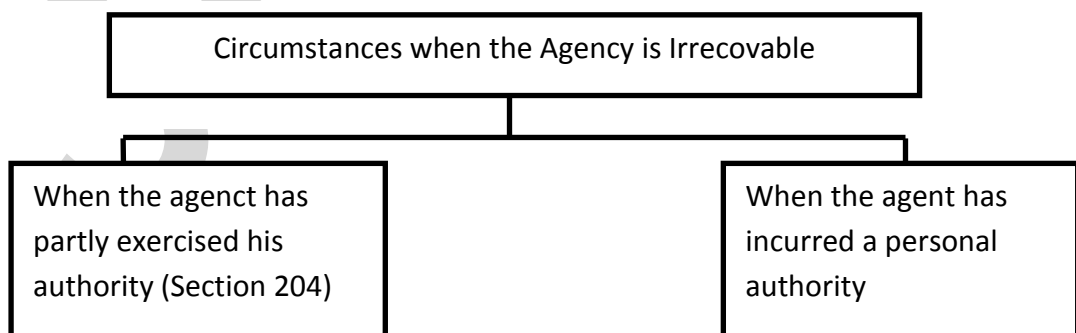 Circumstances when the Agency is Irrecovable
When the agenct has
partly exercised his
authority (Section 204)
When the agent has
incurred a personal
authority